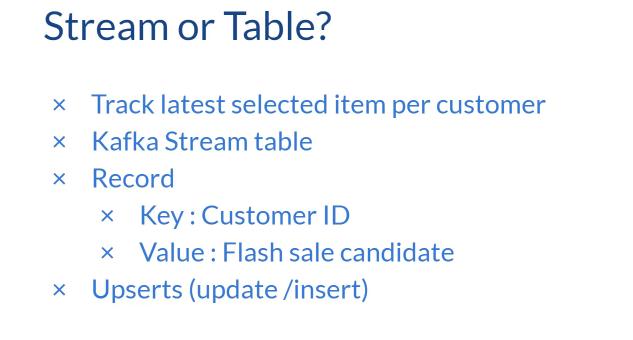 Stream or Table?
× Track latest selected item per customer
× Kafka Stream table
× Record
× Key : Customer ID
× Value : Flash sale candidate
× Upserts (update /insert)